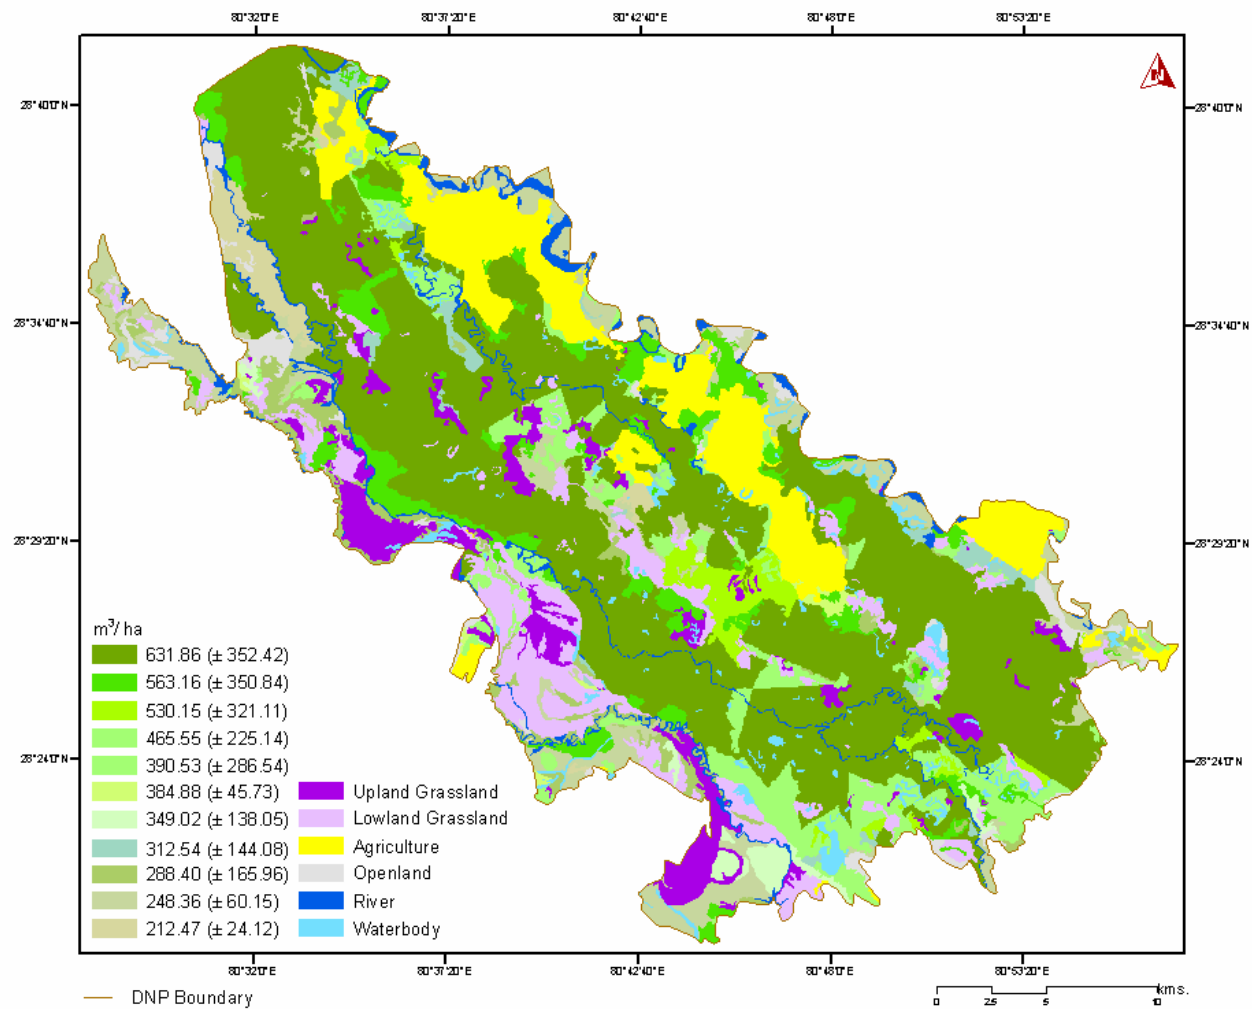 80°32'0"E 80°37'20"E 80°42'40"E 80°48'0"E 80°53'20"E
N
28°40'0"N 28°40'0"N
28°34'40"N 28°34'40"N
28°29'20"N 28°29'20"N
28°24'0"N 28°24'0"N
m³/ ha
631.86 (± 352.42)
563.16 (± 350.84)
530.15 (± 321.11)
465.55 (± 225.14)
390.53 (± 286.54)
384.88 (± 45.73)
349.02 (± 138.05)
312.54 (± 144.08)
288.40 (± 165.96)
248.36 (± 60.15)
212.47 (± 24.12)
Upland Grassland
Lowland Grassland
Agriculture
Openland
River
Waterbody
80°32'0"E 80°37'20"E 80°42'40"E 80°48'0"E 80°53'20"E
DNP Boundary
kms.
0 2.5 5 10